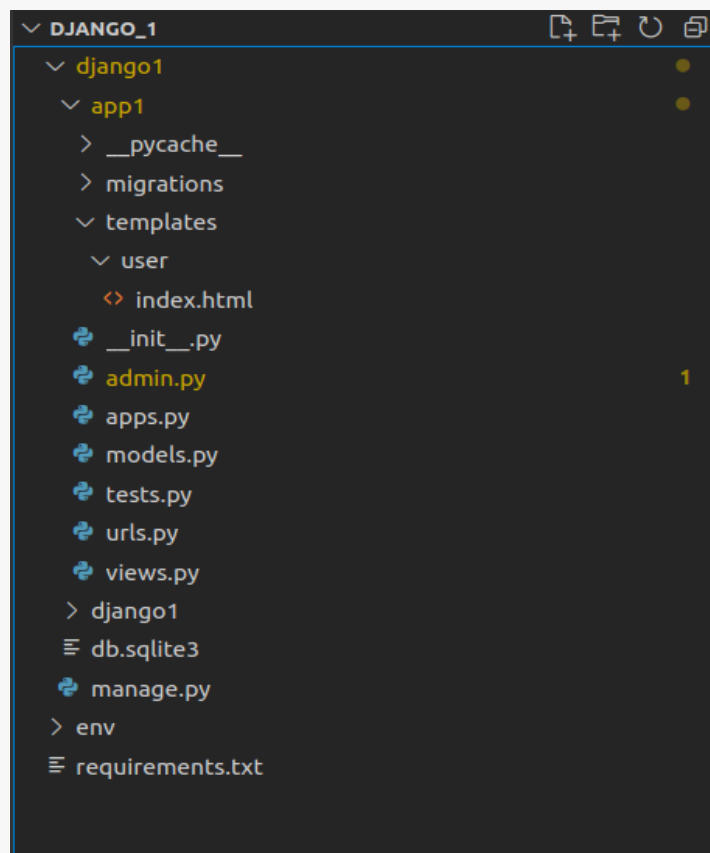 DJANGO_1
django1
app1
__pycache__
migrations
templates
user
index.html
__init__.py
admin.py 1
apps.py
models.py
tests.py
urls.py
views.py
django1
db.sqlite3
manage.py
env
requirements.txt